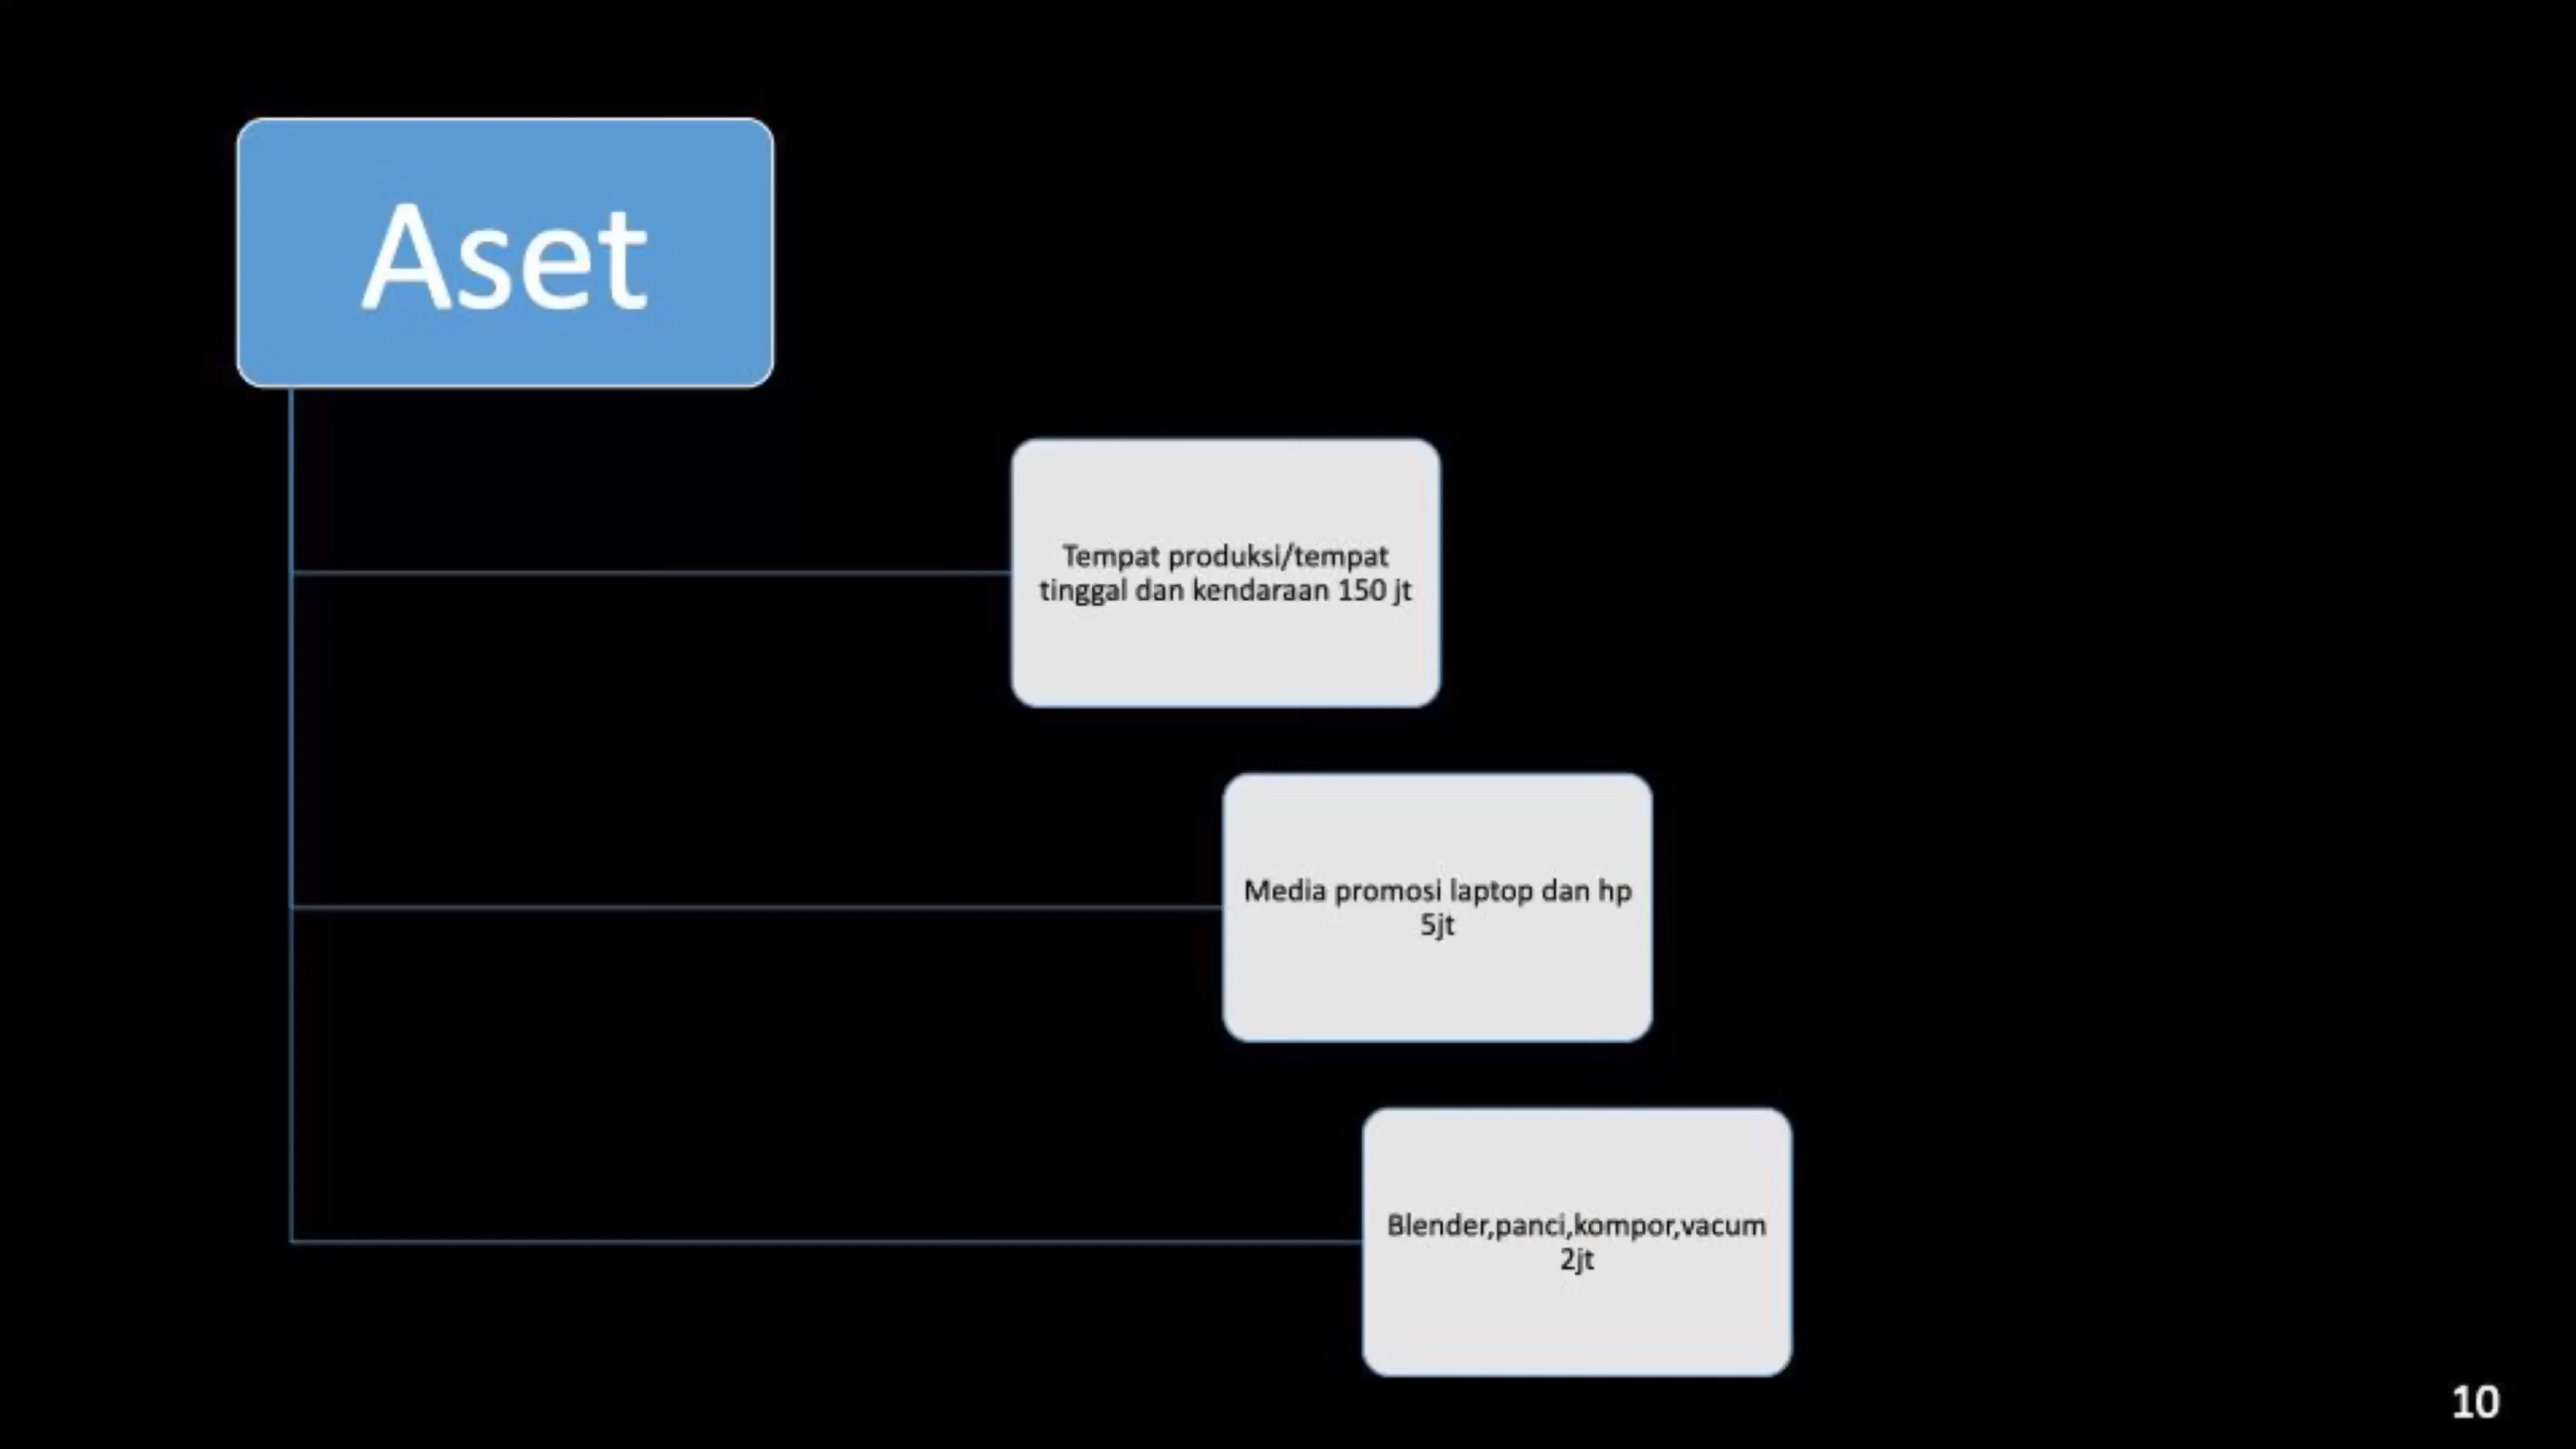 Aset
Tempat produksi/tempat
tinggal dan kendaraan 150 jt
Media promosi laptop dan hp
5jt
Blender,panci,kompor,vacum
2jt
10